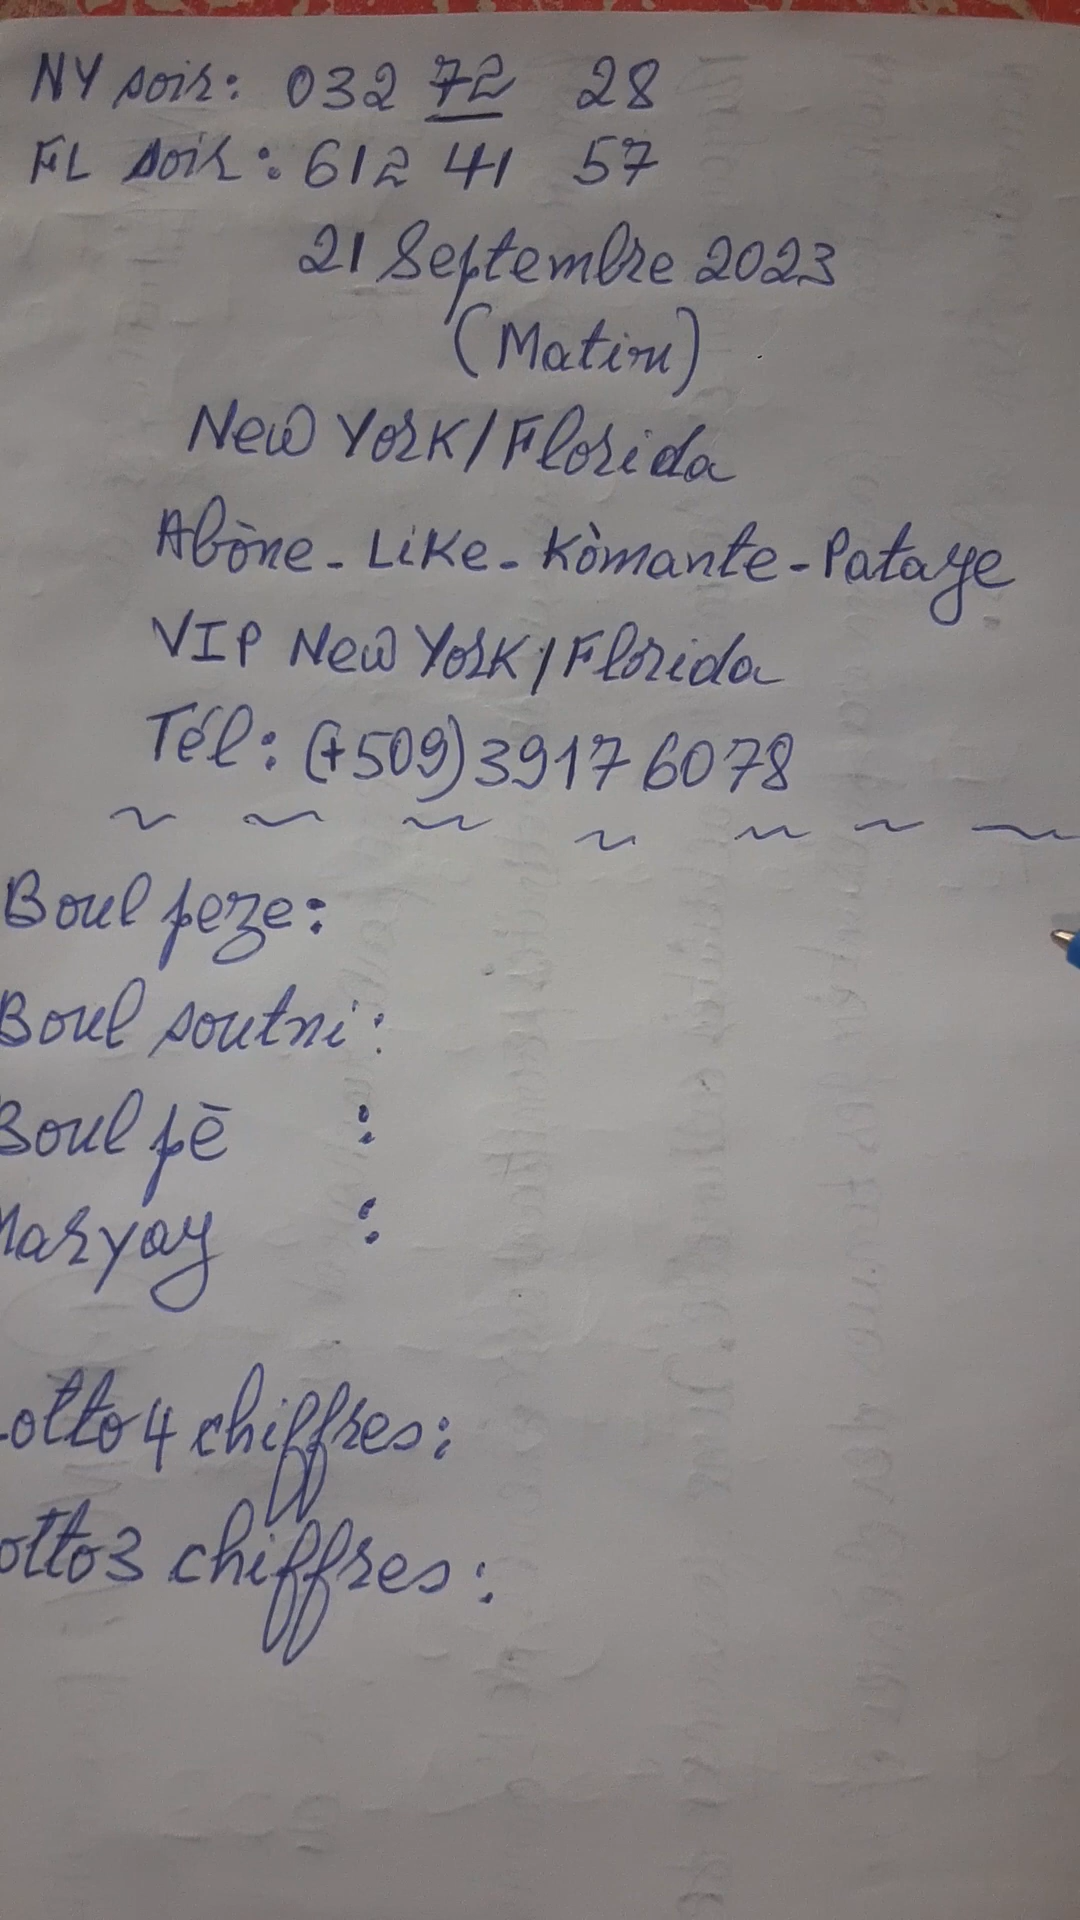 NY soir: 032 72 28
FL soir: 612 41 57
21 Septembre 2023
(Matin)
New York/Florida
Abòne - Like - Kòmante - Pataje
VIP New York/Florida
Tél: (+509) 3917 6078
~ ~ ~ ~ ~ ~ ~
Boul peze:
Boul soutni:
Boul pè :
Maryaj :
Lotto 4 chiffres:
otto 3 chiffres: